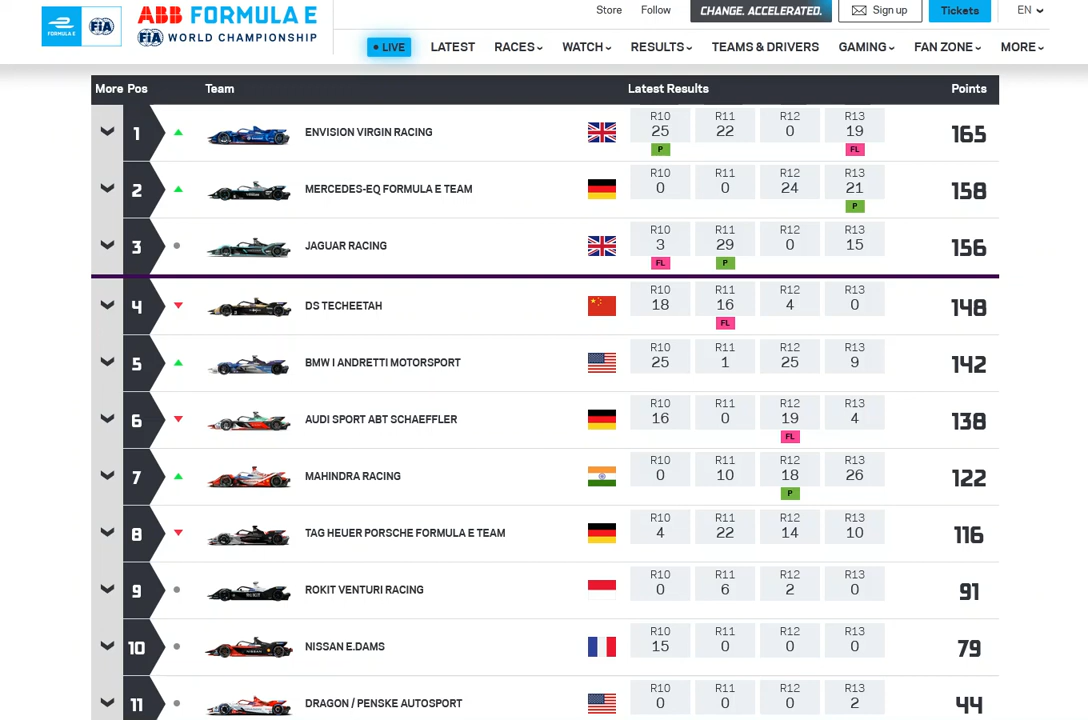 FORMULA E
FIA
ABB FORMULA E
FIA WORLD CHAMPIONSHIP
Store Follow CHANGE. ACCELERATED. Sign up Tickets EN
LIVE LATEST RACES WATCH RESULTS TEAMS & DRIVERS GAMING FAN ZONE MORE
More Pos Team Latest Results Points
R10 R11 R12 R13
1 ENVISION VIRGIN RACING 25 22 0 19 165
P FL
R10 R11 R12 R13
2 MERCEDES-EQ FORMULA E TEAM 0 0 24 21 158
P
R10 R11 R12 R13
3 JAGUAR RACING 3 29 0 15 156
FL P
R10 R11 R12 R13
4 DS TECHEETAH 18 16 4 0 148
FL
R10 R11 R12 R13
5 BMW I ANDRETTI MOTORSPORT 25 1 25 9 142
R10 R11 R12 R13
6 AUDI SPORT ABT SCHAEFFLER 16 0 19 4 138
FL
R10 R11 R12 R13
7 MAHINDRA RACING 0 10 18 26 122
P
R10 R11 R12 R13
8 TAG HEUER PORSCHE FORMULA E TEAM 4 22 14 10 116
R10 R11 R12 R13
9 ROKIT VENTURI RACING 0 6 2 0 91
R10 R11 R12 R13
10 NISSAN E.DAMS 15 0 0 0 79
R10 R11 R12 R13
11 DRAGON / PENSKE AUTOSPORT 0 0 0 2 44